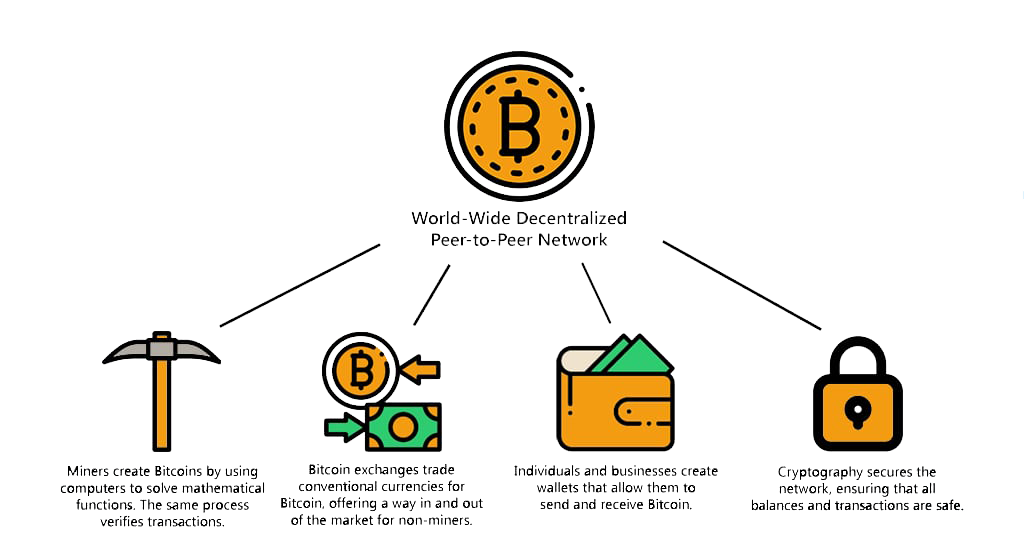 World-Wide Decentralized
Peer-to-Peer Network
Miners create Bitcoins by using
computers to solve mathematical
functions. The same process
verifies transactions.
Bitcoin exchanges trade
conventional currencies for
Bitcoin, offering a way in and out
of the market for non-miners.
Individuals and businesses create
wallets that allow them to
send and receive Bitcoin.
Cryptography secures the
network, ensuring that all
balances and transactions are safe.